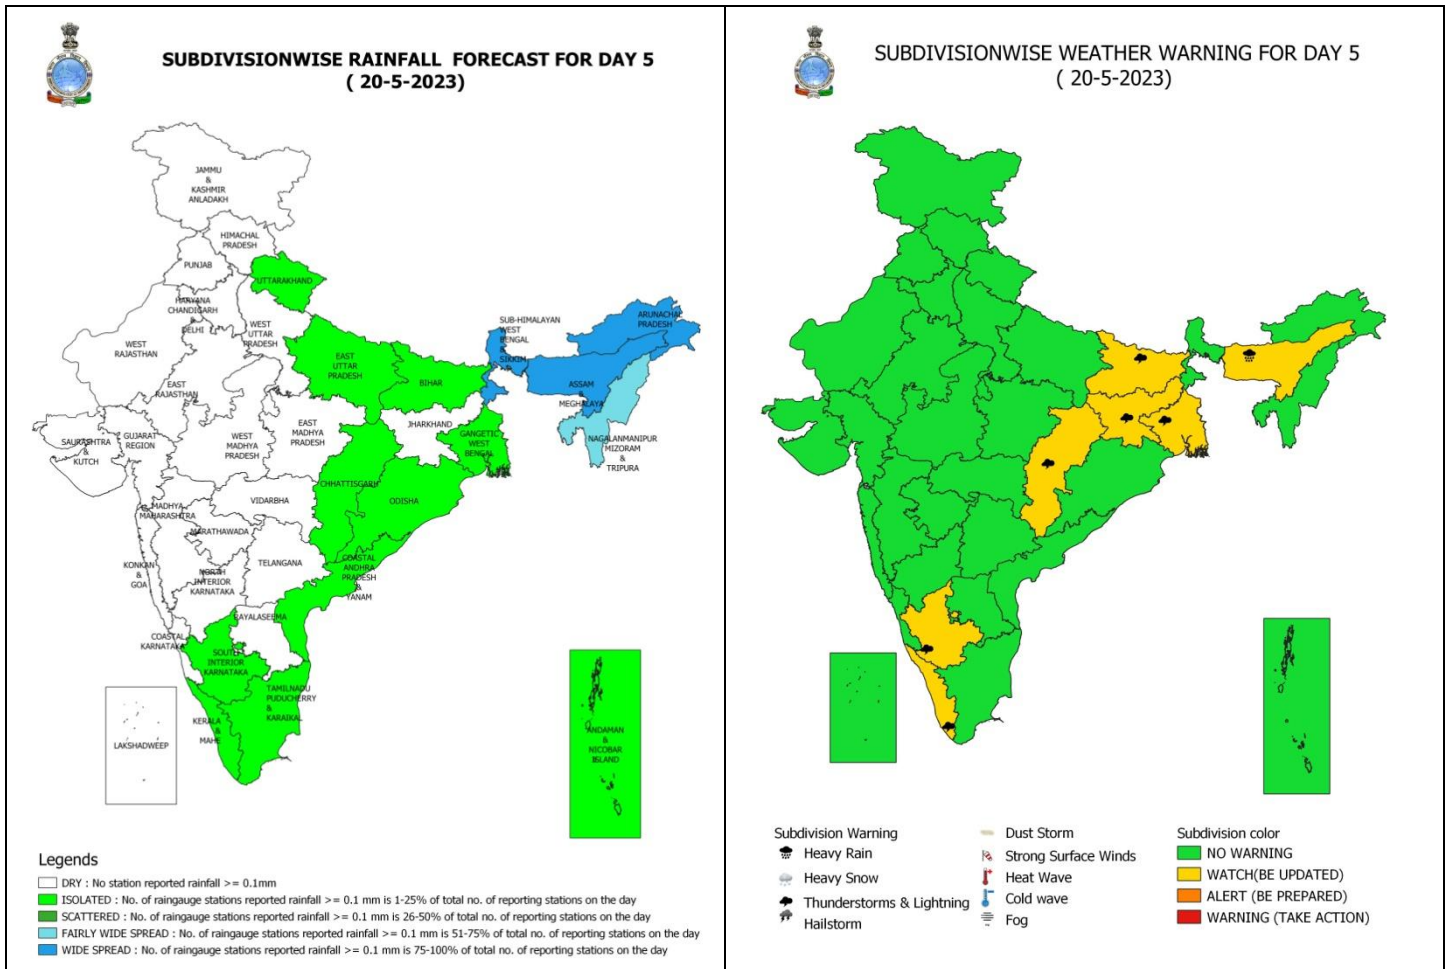 SUBDIVISIONWISE RAINFALL FORECAST FOR DAY 5
( 20-5-2023)
JAMMU
&
KASHMIR
ANLADAKH
HIMACHAL
PRADESH
PUNJAB
UTTARAKHAND
HARYANA
CHANDIGARH
&
DELHI
WEST
UTTAR
PRADESH
WEST
RAJASTHAN
EAST
RAJASTHAN
EAST
UTTAR
PRADESH
BIHAR
SUB-HIMALAYAN
WEST
BENGAL
&
SIKKIM
ARUNACHAL
PRADESH
ASSAM
&
MEGHALAYA
NAGALANMANIPUR
MIZORAM
&
TRIPURA
SAURASHTRA
&
KUTCH
GUJARAT
REGION
WEST
MADHYA
PRADESH
EAST
MADHYA
PRADESH
JHARKHAND
GANGETIC
WEST
BENGAL
CHHATTISGARH
ODISHA
VIDARBHA
MADHYA
MAHARASHTRA
MARATHAWADA
TELANGANA
KONKAN
&
GOA
NORTH
INTERIOR
KARNATAKA
COASTAL
ANDHRA
PRADESH
&
YANAM
RAYALASEEMA
COASTAL
KARNATAKA
SOUTH
INTERIOR
KARNATAKA
TAMILNADU
PUDUCHERRY
&
KARAIKAL
KERALA
&
MAHE
LAKSHADWEEP
ANDAMAN
&
NICOBAR
ISLAND
Legends
DRY : No station reported rainfall >= 0.1mm
ISOLATED : No. of raingauge stations reported rainfall >= 0.1 mm is 1-25% of total no. of reporting stations on the day
SCATTERED : No. of raingauge stations reported rainfall >= 0.1 mm is 26-50% of total no. of reporting stations on the day
FAIRLY WIDE SPREAD : No. of raingauge stations reported rainfall >= 0.1 mm is 51-75% of total no. of reporting stations on the day
WIDE SPREAD : No. of raingauge stations reported rainfall >= 0.1 mm is 75-100% of total no. of reporting stations on the day
SUBDIVISIONWISE WEATHER WARNING FOR DAY 5
( 20-5-2023)
Subdivision Warning
Heavy Rain
Heavy Snow
Thunderstorms & Lightning
Hailstorm
Dust Storm
Strong Surface Winds
Heat Wave
Cold wave
Fog
Subdivision color
NO WARNING
WATCH(BE UPDATED)
ALERT (BE PREPARED)
WARNING (TAKE ACTION)